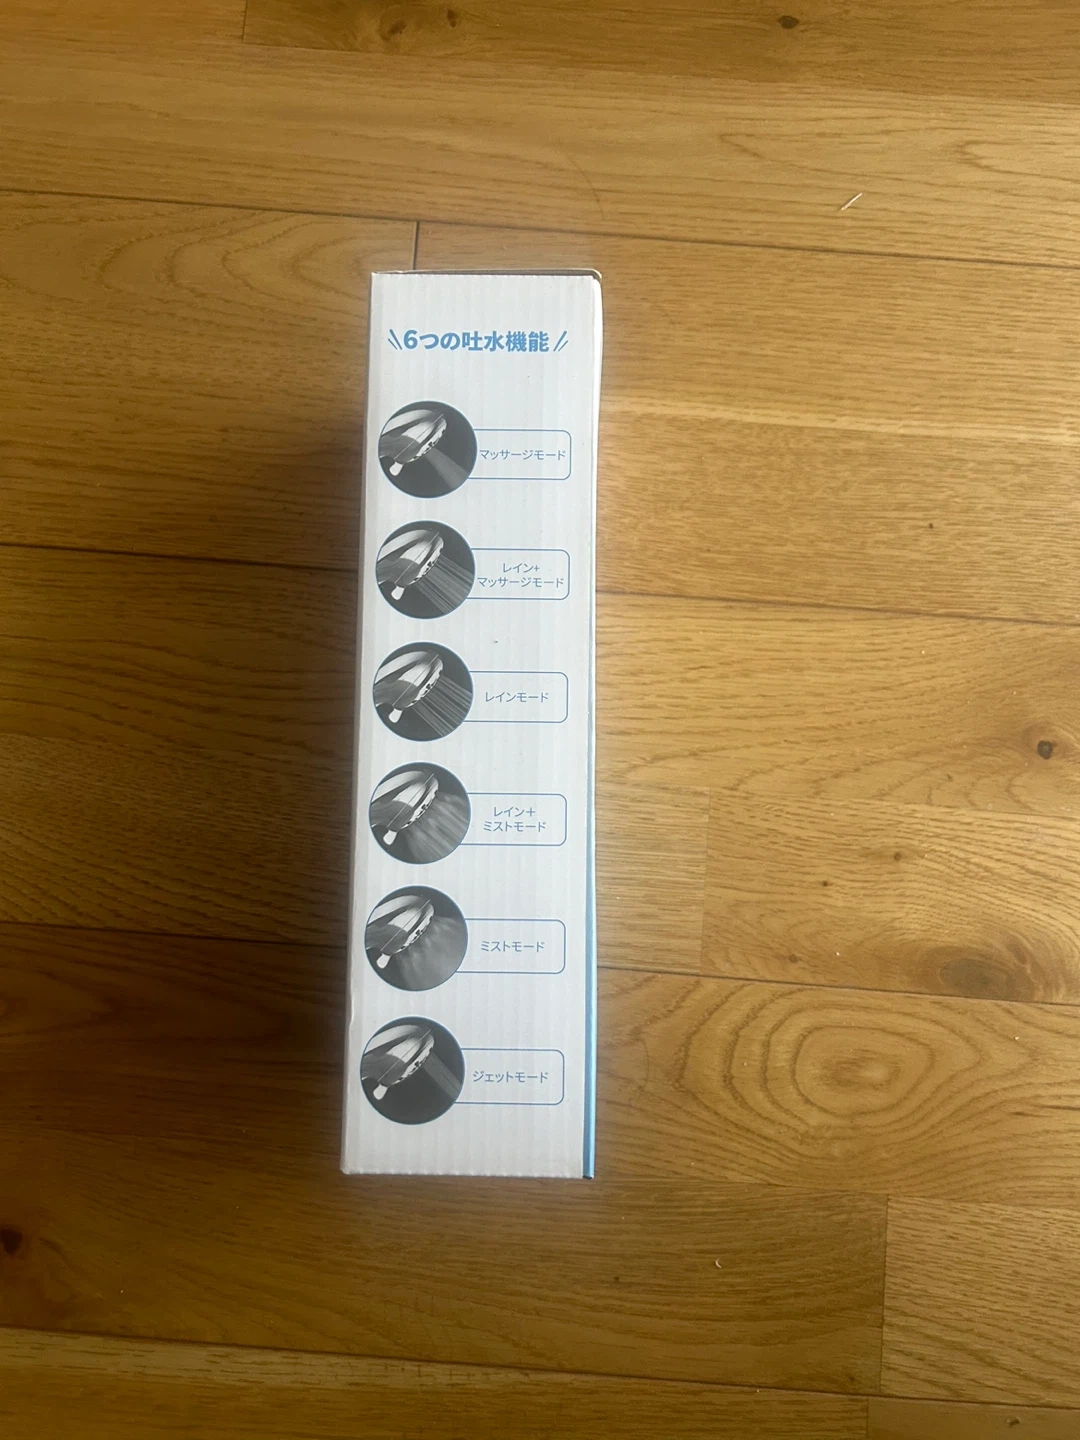 6つの吐水機能
マッサージモード
レイン+
マッサージモード
レインモード
レイン+
ミストモード
ミストモード
ジェットモード